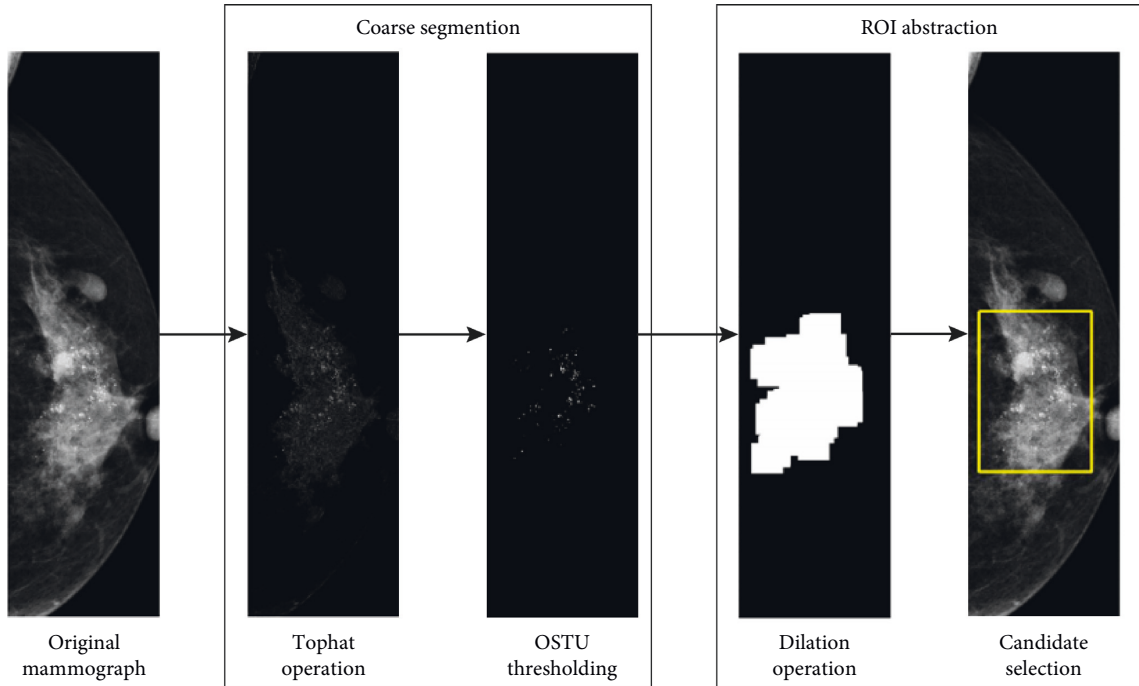 Coarse segmention
ROI abstraction
Original
mammograph
Tophat
operation
OSTU
thresholding
Dilation
operation
Candidate
selection